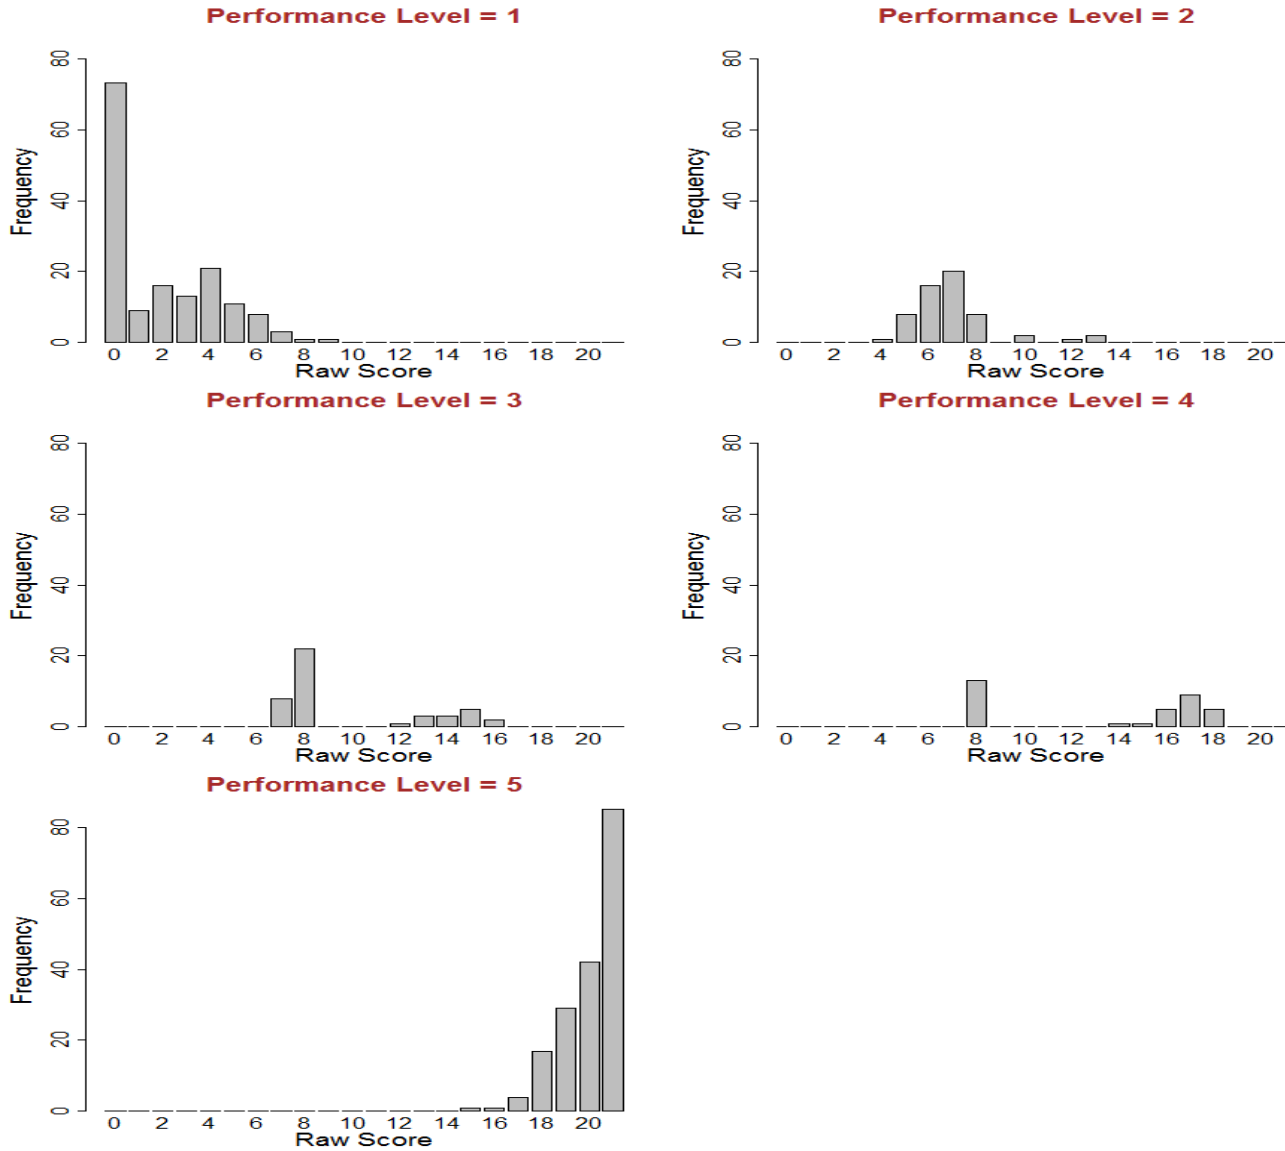 Performance Level = 1
80
60
40
20
0
Frequency
0 2 4 6 8 10 12 14 16 18 20
Raw Score
Performance Level = 2
80
60
40
20
0
Frequency
0 2 4 6 8 10 12 14 16 18 20
Raw Score
Performance Level = 3
80
60
40
20
0
Frequency
0 2 4 6 8 10 12 14 16 18 20
Raw Score
Performance Level = 4
80
60
40
20
0
Frequency
0 2 4 6 8 10 12 14 16 18 20
Raw Score
Performance Level = 5
80
60
40
20
0
Frequency
0 2 4 6 8 10 12 14 16 18 20
Raw Score